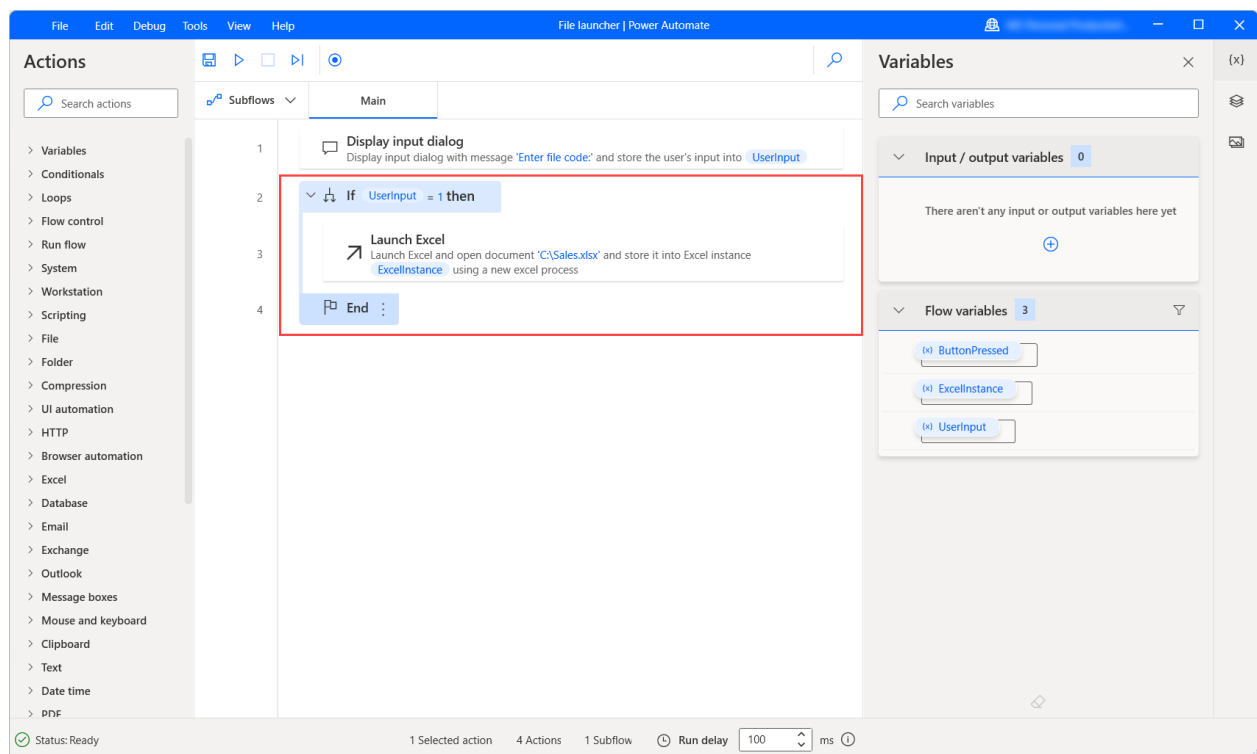 File Edit Debug Tools View Help File launcher | Power Automate
Actions
Search actions
Variables
Conditionals
Loops
Flow control
Run flow
System
Workstation
Scripting
File
Folder
Compression
UI automation
HTTP
Browser automation
Excel
Database
Email
Exchange
Outlook
Message boxes
Mouse and keyboard
Clipboard
Text
Date time
PDF
Subflows Main
1 Display input dialog
Display input dialog with message 'Enter file code:' and store the user's input into UserInput
2 If UserInput = 1 then
3 Launch Excel
Launch Excel and open document 'C:\Sales.xlsx' and store it into Excel instance
ExcelInstance using a new excel process
4 End
Variables {x}
Search variables
Input / output variables 0
There aren't any input or output variables here yet
Flow variables 3
{x} ButtonPressed
{x} ExcelInstance
{x} UserInput
Status: Ready 1 Selected action 4 Actions 1 Subflow Run delay 100 ms